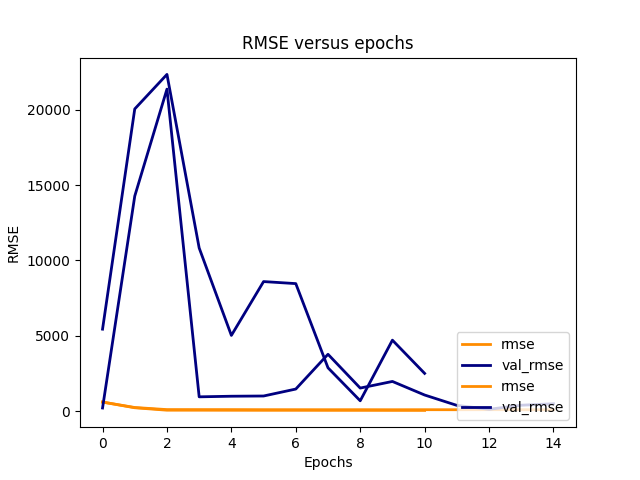 RMSE versus epochs
RMSE
20000
15000
10000
5000
0
rmse
val_rmse
rmse
val_rmse
0 2 4 6 8 10 12 14
Epochs